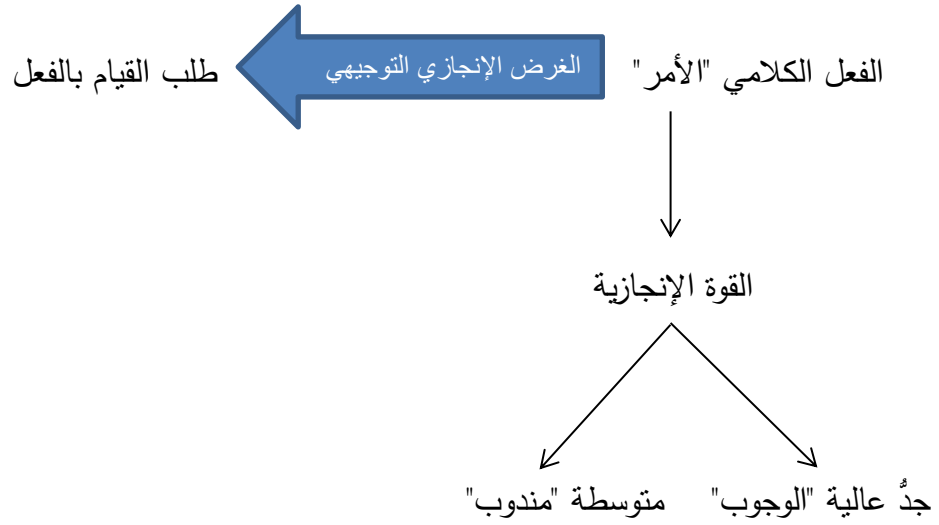 الفعل الكلامي "الأمر" الغرض الإنجازي التوجيهي طلب القيام بالفعل
القوة الإنجازية
جدُّ عالية "الوجوب" متوسطة "مندوب"